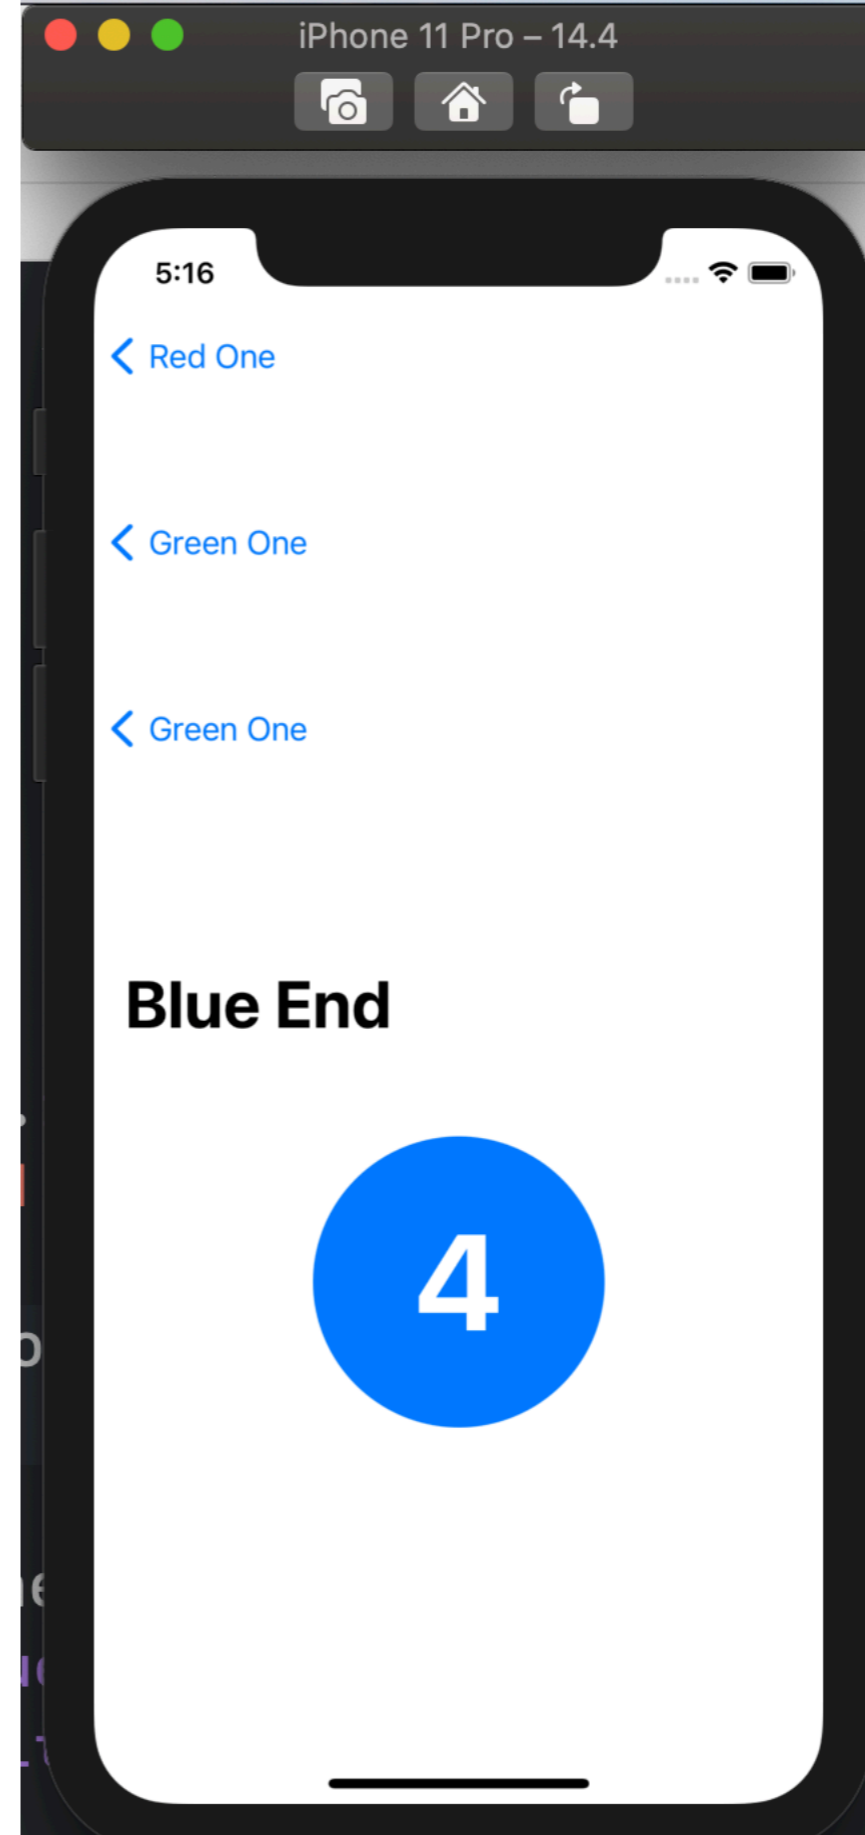 iPhone 11 Pro – 14.4
5:16
Red One
Green One
Green One
Blue End
4